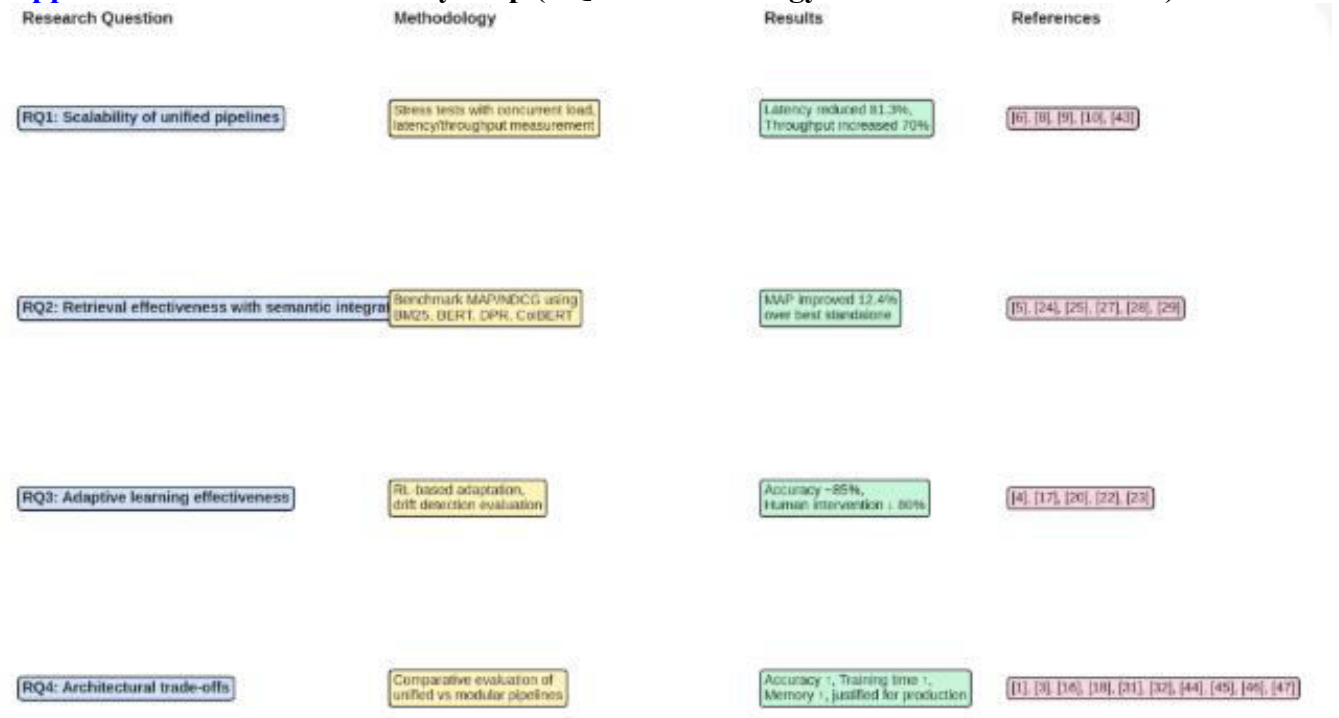 Research Question
Methodology
Results
References
RQ1: Scalability of unified pipelines
Stress tests with concurrent load,
latency/throughput measurement
Latency reduced 81.3%,
Throughput increased 70%
[6], [8], [9], [10], [43]
RQ2: Retrieval effectiveness with semantic integrat
Benchmark MAP/NDCG using
BM25, BERT, DPR, ColBERT
MAP improved 12.4%
over best standalone
[5], [24], [25], [27], [28], [29]
RQ3: Adaptive learning effectiveness
RL-based adaptation,
drift detection evaluation
Accuracy ~85%,
Human intervention ↓ 80%
[4], [17], [20], [22], [23]
RQ4: Architectural trade-offs
Comparative evaluation of
unified vs modular pipelines
Accuracy ↑, Training time ↑,
Memory ↑, justified for production
[1], [3], [16], [18], [31], [32], [44], [45], [46], [47]